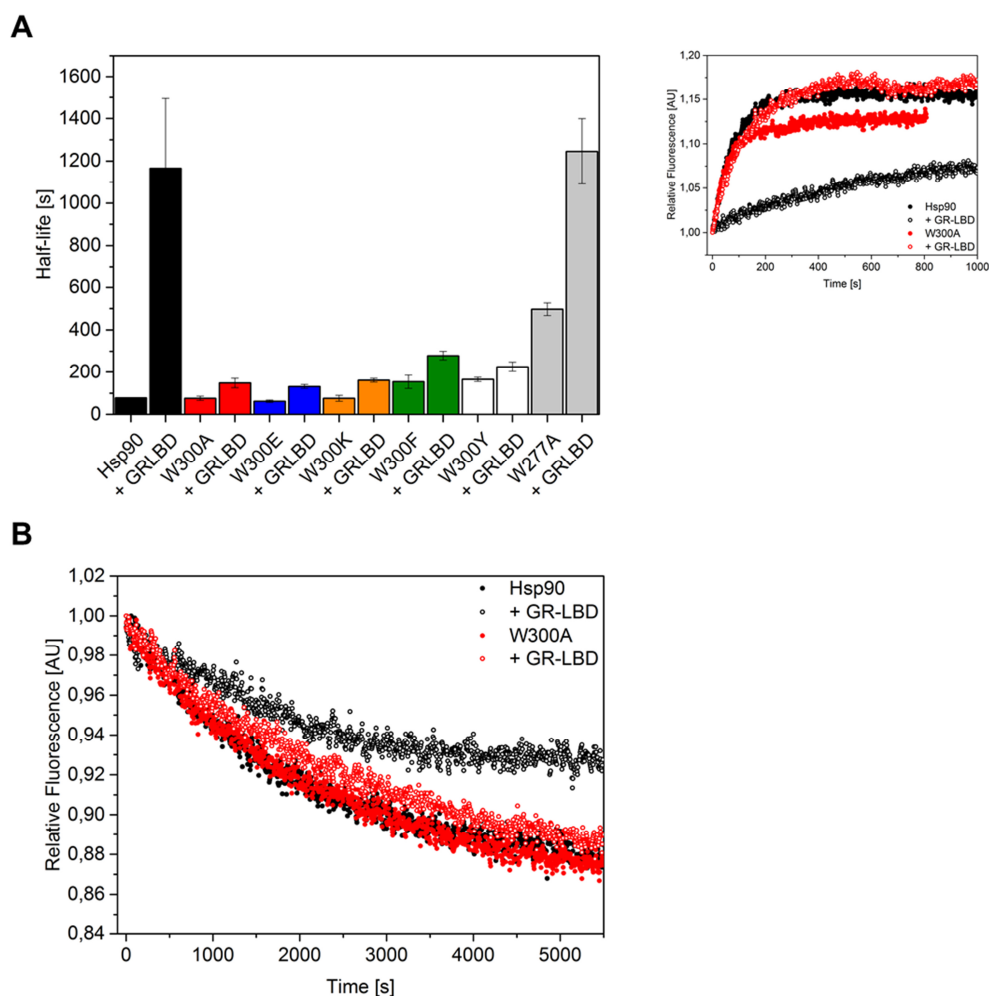 A
1600
1400
1200
1000
800
600
400
200
0
Half-life [s]
Hsp90
+ GRLBD
W300A
+ GRLBD
W300E
+ GRLBD
W300K
+ GRLBD
W300F
+ GRLBD
W300Y
+ GRLBD
W277A
+ GRLBD
1,20
1,15
1,10
1,05
1,00
Relative Fluorescence [AU]
Hsp90
+ GR-LBD
W300A
+ GR-LBD
0 200 400 600 800 1000
Time [s]
B
1,02
1,00
0,98
0,96
0,94
0,92
0,90
0,88
0,86
0,84
Relative Fluorescence [AU]
Hsp90
+ GR-LBD
W300A
+ GR-LBD
0 1000 2000 3000 4000 5000
Time [s]